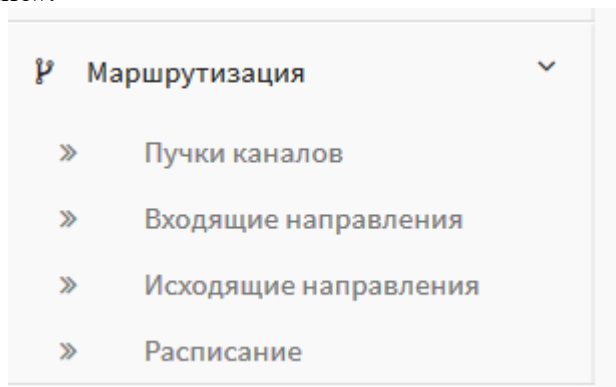 Маршрутизация
Пучки каналов
Входящие направления
Исходящие направления
Расписание